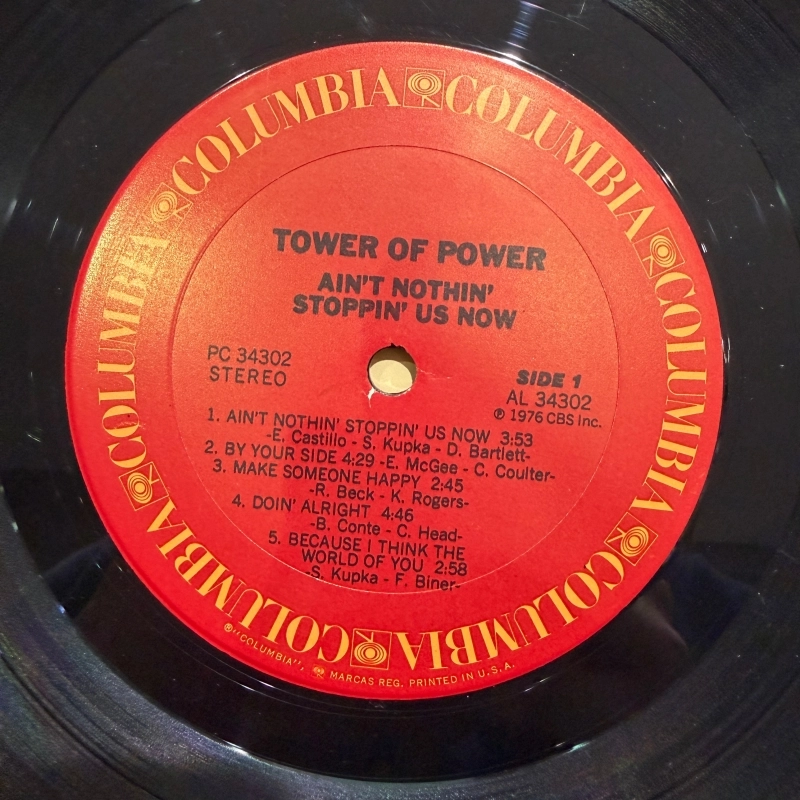 COLUMBIA COLUMBIA COLUMBIA COLUMBIA COLUMBIA COLUMBIA COLUMBIA
TOWER OF POWER
AIN'T NOTHIN'
STOPPIN' US NOW
PC 34302
STEREO
SIDE 1
AL 34302
℗ 1976 CBS Inc.
1. AIN'T NOTHIN' STOPPIN' US NOW 3:53
-E. Castillo - S. Kupka - D. Bartlett-
2. BY YOUR SIDE 4:29 -E. McGee - C. Coulter-
3. MAKE SOMEONE HAPPY 2:45
-R. Beck - K. Rogers-
4. DOIN' ALRIGHT 4:46
-B. Conte - C. Head-
5. BECAUSE I THINK THE
WORLD OF YOU 2:58
-S. Kupka - F. Biner-
®"COLUMBIA", MARCAS REG. PRINTED IN U.S.A.